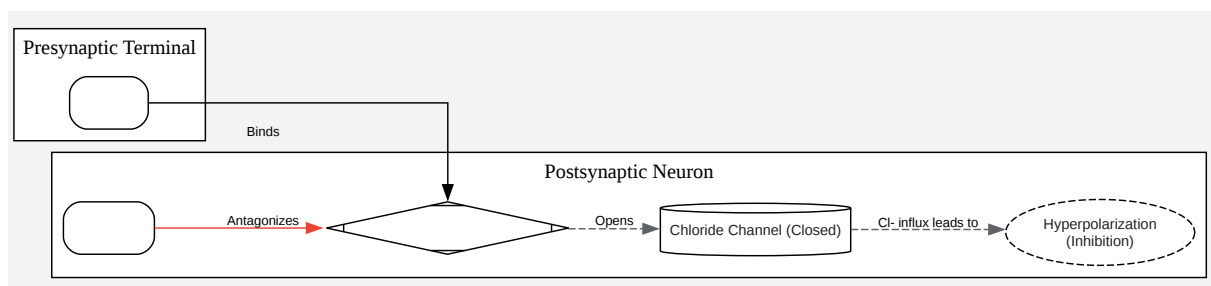 Presynaptic Terminal
Binds
Postsynaptic Neuron
Antagonizes
Opens
Chloride Channel (Closed)
Cl- influx leads to
Hyperpolarization
(Inhibition)